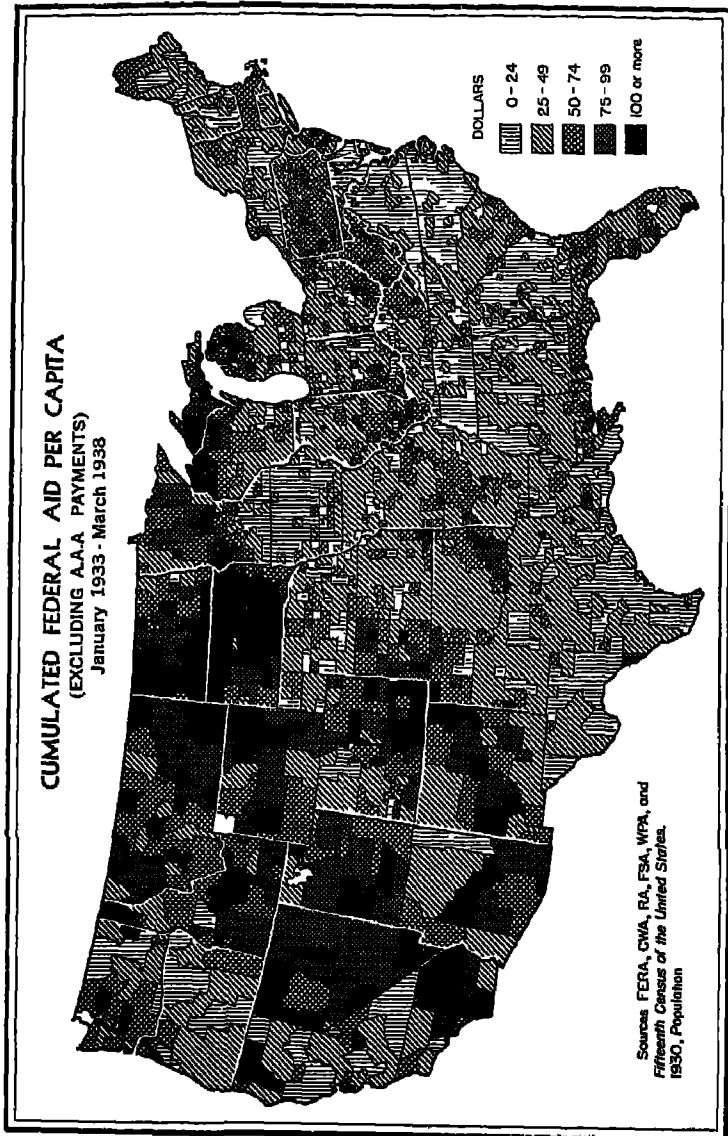 CUMULATED FEDERAL AID PER CAPITA
(EXCLUDING A.A.A PAYMENTS)
January 1933 - March 1938
DOLLARS
0 - 24
25 - 49
50 - 74
75 - 99
100 or more
Sources FERA, CWA, RA, FSA, WPA, and
Fifteenth Census of the United States,
1930, Population